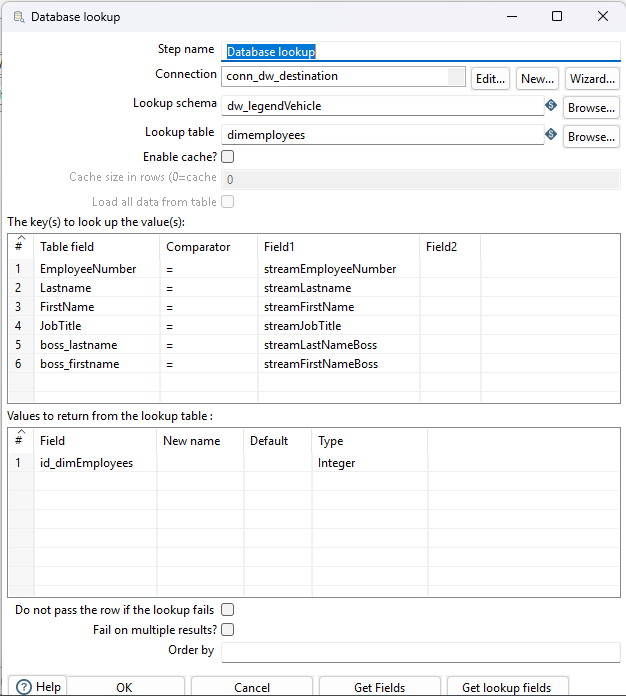 Database lookup
Step name Database lookup
Connection conn_dw_destination Edit... New... Wizard...
Lookup schema dw_legendVehicle Browse...
Lookup table dimemployees Browse...
Enable cache?
Cache size in rows (0=cache 0
Load all data from table
The key(s) to look up the value(s):
# Table field Comparator Field1 Field2
1 EmployeeNumber = streamEmployeeNumber
2 Lastname = streamLastname
3 FirstName = streamFirstName
4 JobTitle = streamJobTitle
5 boss_lastname = streamLastNameBoss
6 boss_firstname = streamFirstNameBoss
Values to return from the lookup table :
# Field New name Default Type
1 id_dimEmployees Integer
Do not pass the row if the lookup fails
Fail on multiple results?
Order by
Help OK Cancel Get Fields Get lookup fields